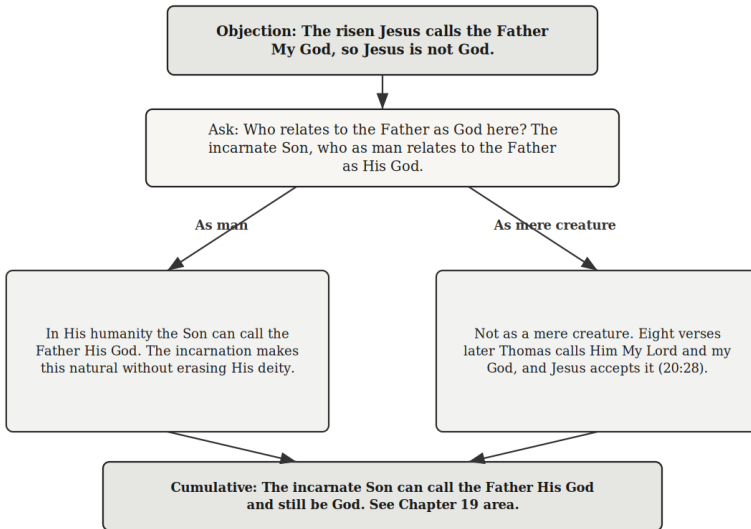 Objection: The risen Jesus calls the Father
My God, so Jesus is not God.
Ask: Who relates to the Father as God here? The
incarnate Son, who as man relates to the Father
as His God.
As man
As mere creature
In His humanity the Son can call the
Father His God. The incarnation makes
this natural without erasing His deity.
Not as a mere creature. Eight verses
later Thomas calls Him My Lord and my
God, and Jesus accepts it (20:28).
Cumulative: The incarnate Son can call the Father His God
and still be God. See Chapter 19 area.